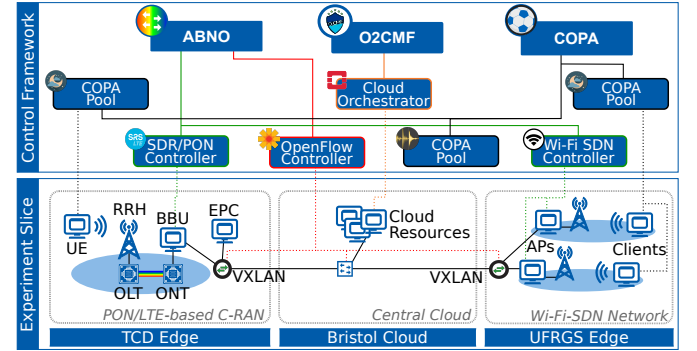 Control Framework
ABNO
O2CMF
COPA
COPA
Pool
Cloud
Orchestrator
COPA
Pool
SRS
LTE
SDR/PON
Controller
OpenFlow
Controller
COPA
Pool
Wi-Fi SDN
Controller
Experiment Slice
UE
RRH
BBU
EPC
OLT
ONT
VXLAN
Cloud
Resources
VXLAN
APs
Clients
PON/LTE-based C-RAN
Central Cloud
Wi-Fi-SDN Network
TCD Edge
Bristol Cloud
UFRGS Edge